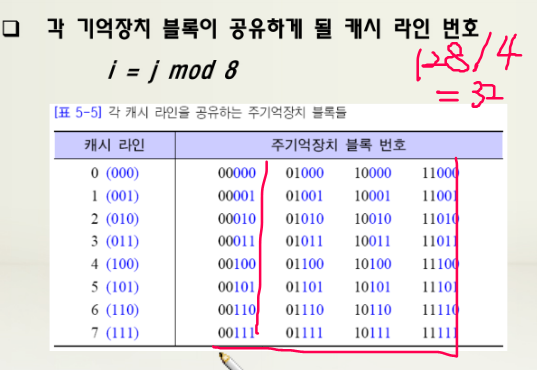 □ 각 기억장치 블록이 공유하게 될 캐시 라인 번호
i = j mod 8
128/4
= 32
[표 5-5] 각 캐시 라인을 공유하는 주기억장치 블록들
캐시 라인 주기억장치 블록 번호
0 (000) 00000 01000 10000 11000
1 (001) 00001 01001 10001 11001
2 (010) 00010 01010 10010 11010
3 (011) 00011 01011 10011 11011
4 (100) 00100 01100 10100 11100
5 (101) 00101 01101 10101 11101
6 (110) 00110 01110 10110 11110
7 (111) 00111 01111 10111 11111